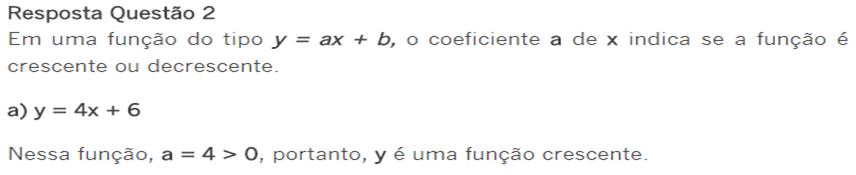 Resposta Questão 2
Em uma função do tipo y = ax + b, o coeficiente a de x indica se a função é
crescente ou decrescente.
a) y = 4x + 6
Nessa função, a = 4 > 0, portanto, y é uma função crescente.